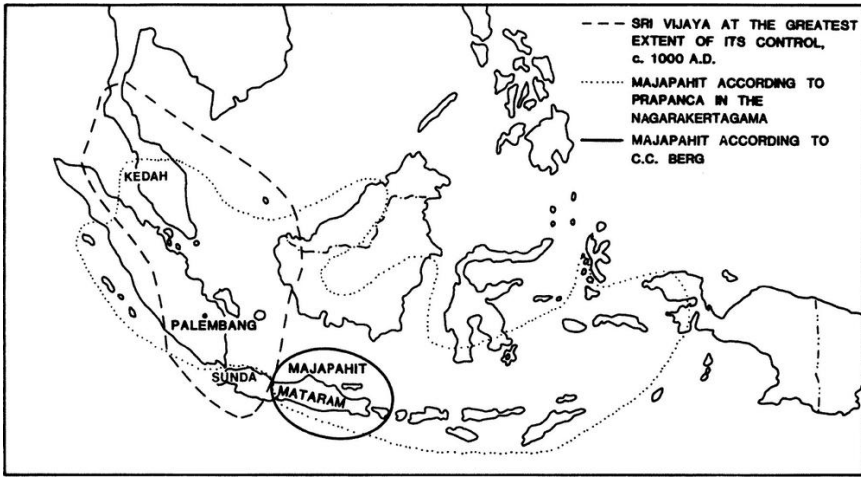 SRI VIJAYA AT THE GREATEST
EXTENT OF ITS CONTROL,
c. 1000 A.D.
MAJAPAHIT ACCORDING TO
PRAPANCA IN THE
NAGARAKERTAGAMA
MAJAPAHIT ACCORDING TO
C.C. BERG
KEDAH
PALEMBANG
SUNDA
MAJAPAHIT
MATARAM